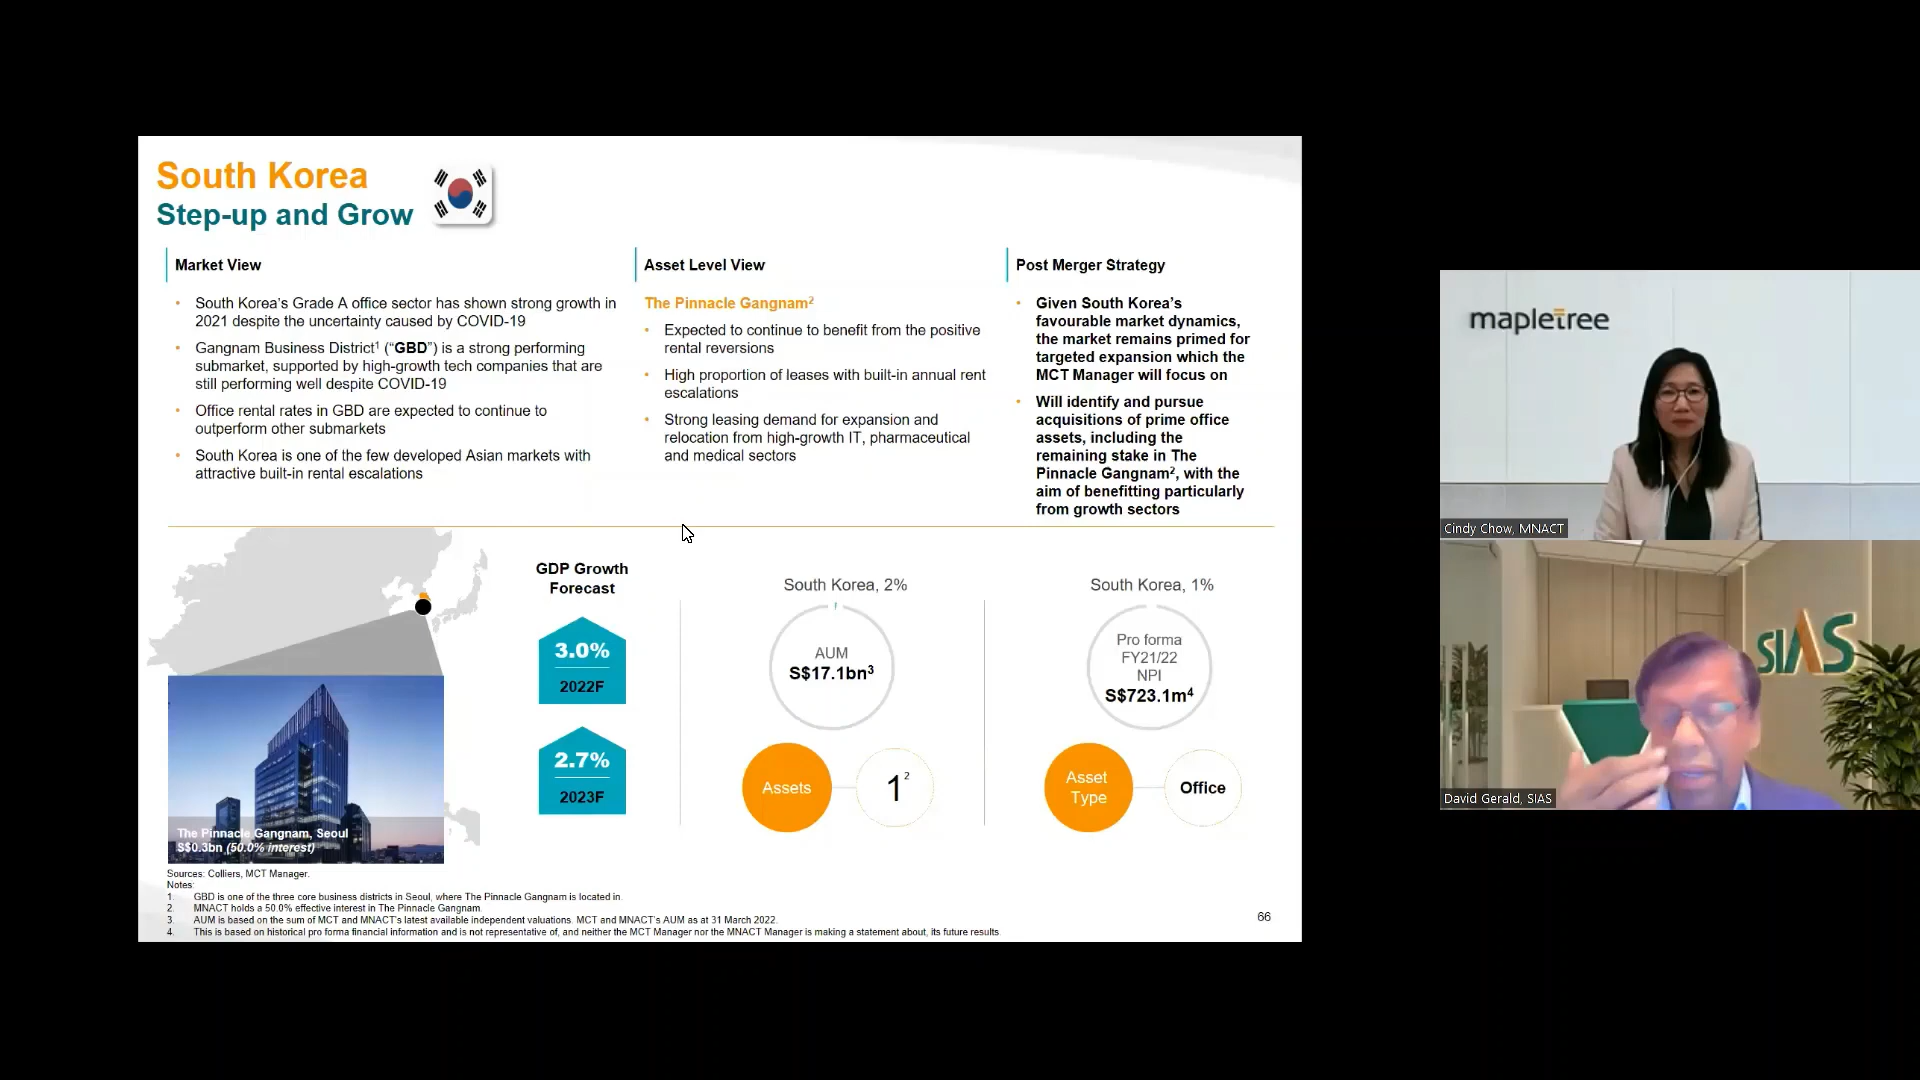 South Korea
Step-up and Grow
Market View
• South Korea's Grade A office sector has shown strong growth in
2021 despite the uncertainty caused by COVID-19
• Gangnam Business District¹ ("GBD") is a strong performing
submarket, supported by high-growth tech companies that are
still performing well despite COVID-19
• Office rental rates in GBD are expected to continue to
outperform other submarkets
• South Korea is one of the few developed Asian markets with
attractive built-in rental escalations
Asset Level View
The Pinnacle Gangnam²
• Expected to continue to benefit from the positive
rental reversions
• High proportion of leases with built-in annual rent
escalations
• Strong leasing demand for expansion and
relocation from high-growth IT, pharmaceutical
and medical sectors
Post Merger Strategy
• Given South Korea's
favourable market dynamics,
the market remains primed for
targeted expansion which the
MCT Manager will focus on
• Will identify and pursue
acquisitions of prime office
assets, including the
remaining stake in The
Pinnacle Gangnam², with the
aim of benefitting particularly
from growth sectors
The Pinnacle Gangnam, Seoul
S$0.3bn (50.0% interest)
GDP Growth
Forecast
3.0%
2022F
2.7%
2023F
South Korea, 2%
AUM
S$17.1bn³
Assets
1²
South Korea, 1%
Pro forma
FY21/22
NPI
S$723.1m⁴
Asset
Type
Office
Sources: Colliers, MCT Manager.
Notes:
1. GBD is one of the three core business districts in Seoul, where The Pinnacle Gangnam is located in.
2. MNACT holds a 50.0% effective interest in The Pinnacle Gangnam.
3. AUM is based on the sum of MCT and MNACT's latest available independent valuations. MCT and MNACT's AUM as at 31 March 2022.
4. This is based on historical pro forma financial information and is not representative of, and neither the MCT Manager nor the MNACT Manager is making a statement about, its future results.
66
mapletree
Cindy Chow, MNACT
SIAS
David Gerald, SIAS